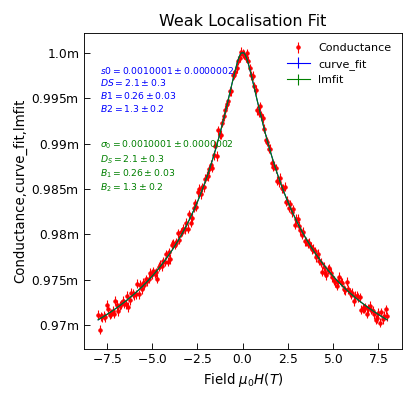 Weak Localisation Fit
Conductance
curve_fit
lmfit
s0 = 0.0010001 ± 0.0000002
DS = 2.1 ± 0.3
B1 = 0.26 ± 0.03
B2 = 1.3 ± 0.2
σ₀ = 0.0010001 ± 0.0000002
D_S = 2.1 ± 0.3
B₁ = 0.26 ± 0.03
B₂ = 1.3 ± 0.2
1.0m
0.995m
0.99m
0.985m
0.98m
0.975m
0.97m
Conductance,curve_fit,lmfit
−7.5 −5.0 −2.5 0.0 2.5 5.0 7.5
Field μ₀H(T)